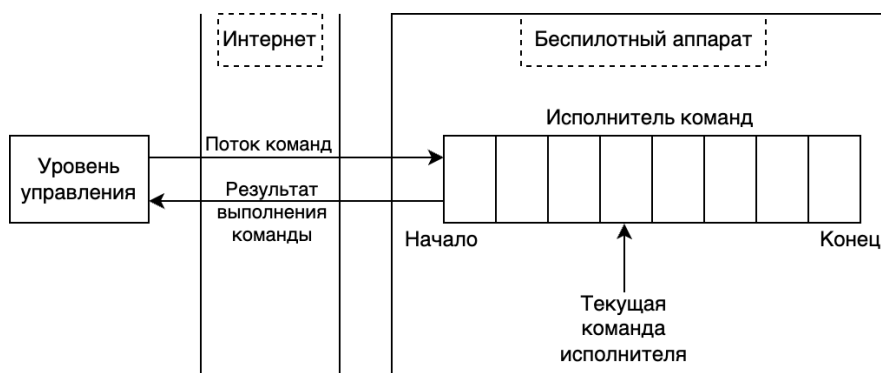 Интернет
Беспилотный аппарат
Исполнитель команд
Уровень
управления
Поток команд
Результат
выполнения
команды
Начало
Конец
Текущая
команда
исполнителя